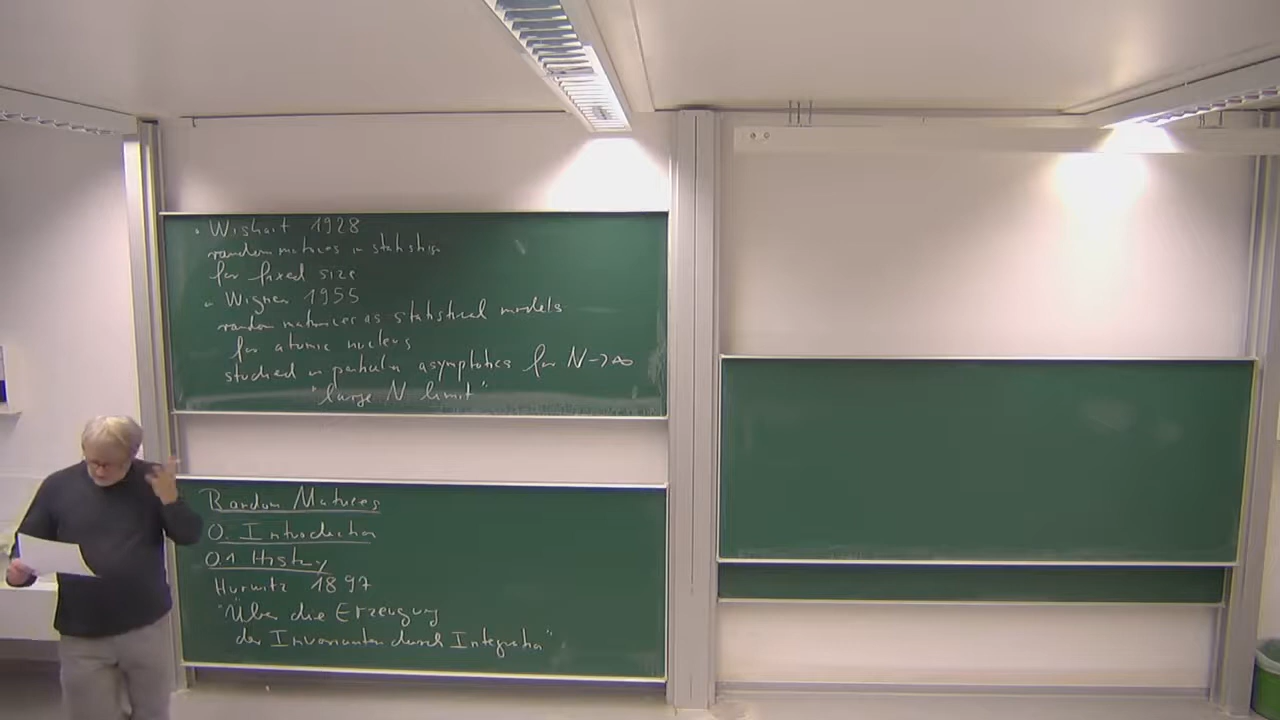 • Wishart 1928
random matrices in statistics
for fixed size
• Wigner 1955
random matrices as statistical models
for atomic nucleus
studied in particular asymptotics for N→∞
"large N limit"
Random Matrices
0. Introduction
0.1 History
Hurwitz 1897
"Über die Erzeugung
der Invarianten durch Integration"